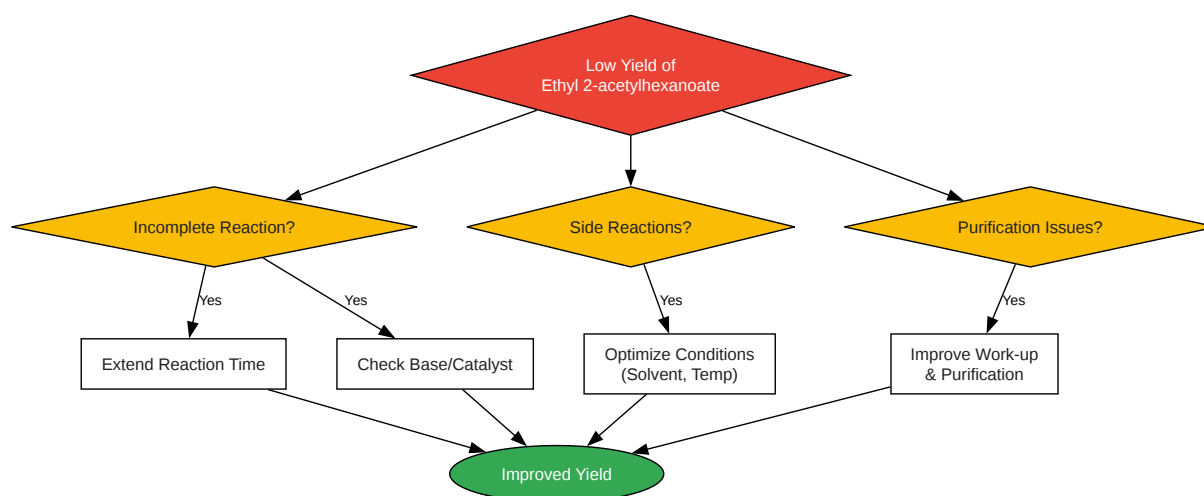 Low Yield of
Ethyl 2-acetylhexanoate
Incomplete Reaction?
Side Reactions?
Purification Issues?
Yes
Yes
Yes
Yes
Extend Reaction Time
Check Base/Catalyst
Optimize Conditions
(Solvent, Temp)
Improve Work-up
& Purification
Improved Yield